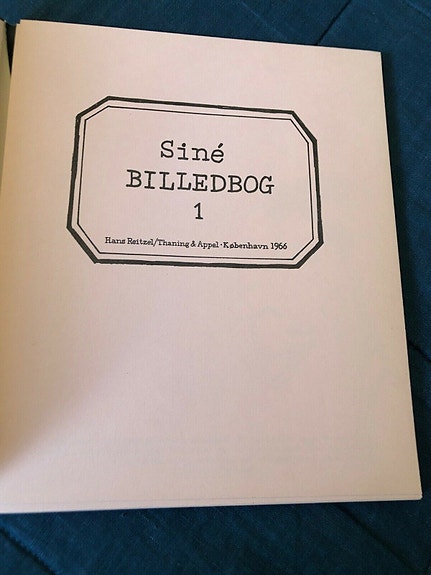 Siné
BILLEDBOG
1
Hans Reitzel/Thaning & Appel · København 1966